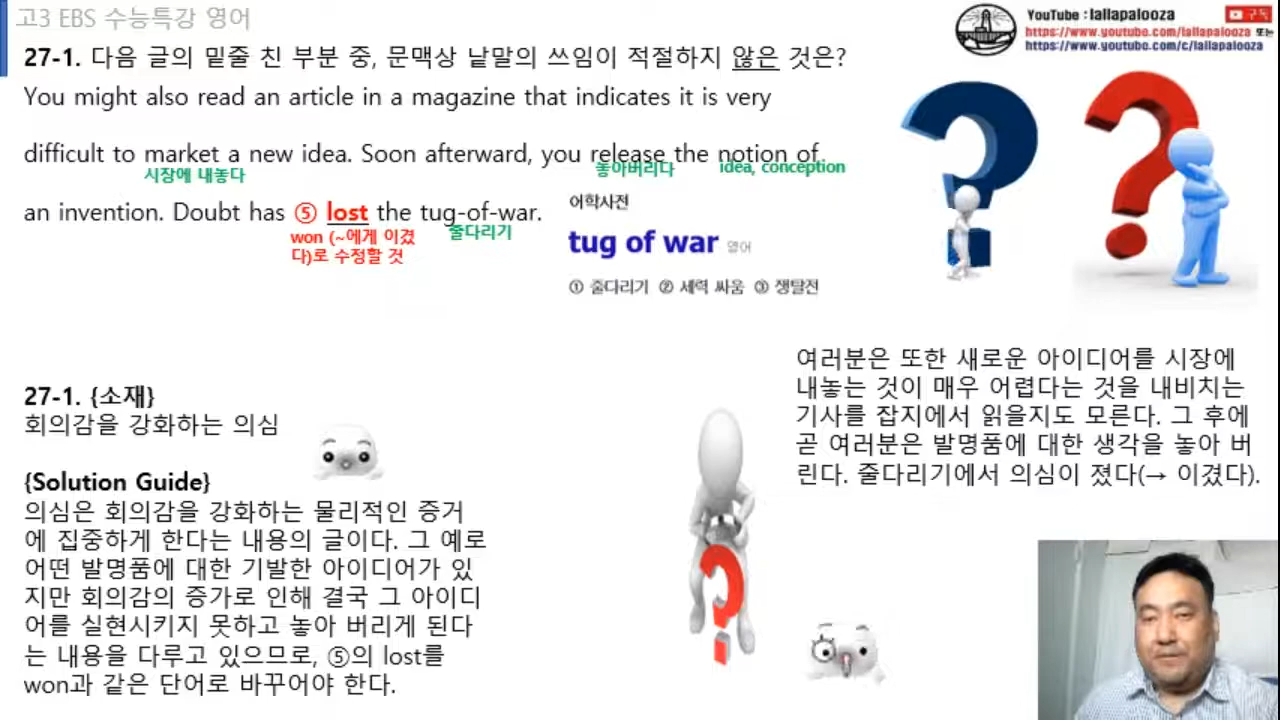 고3 EBS 수능특강 영어
YouTube : lallapalooza
구독
https://www.youtube.com/lallapalooza 또는
https://www.youtube.com/c/lallapalooza
27-1. 다음 글의 밑줄 친 부분 중, 문맥상 낱말의 쓰임이 적절하지 않은 것은?
You might also read an article in a magazine that indicates it is very
difficult to market a new idea. Soon afterward, you release the notion of
시장에 내놓다
놓아버리다
idea, conception
an invention. Doubt has ⑤ lost the tug-of-war.
won (~에게 이겼
다)로 수정할 것
줄다리기
어학사전
tug of war 영어
① 줄다리기 ② 세력 싸움 ③ 쟁탈전
여러분은 또한 새로운 아이디어를 시장에
내놓는 것이 매우 어렵다는 것을 내비치는
기사를 잡지에서 읽을지도 모른다. 그 후에
곧 여러분은 발명품에 대한 생각을 놓아 버
린다. 줄다리기에서 의심이 졌다(→ 이겼다).
27-1. {소재}
회의감을 강화하는 의심
{Solution Guide}
의심은 회의감을 강화하는 물리적인 증거
에 집중하게 한다는 내용의 글이다. 그 예로
어떤 발명품에 대한 기발한 아이디어가 있
지만 회의감의 증가로 인해 결국 그 아이디
어를 실현시키지 못하고 놓아 버리게 된다
는 내용을 다루고 있으므로, ⑤의 lost를
won과 같은 단어로 바꾸어야 한다.